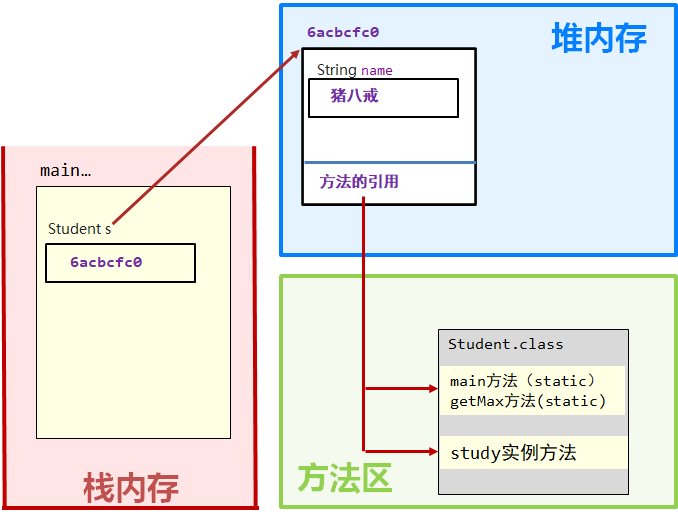 6acbcfc0
堆内存
String name
猪八戒
方法的引用
main…
Student s
6acbcfc0
栈内存
Student.class
main方法（static）
getMax方法(static)
study实例方法
方法区